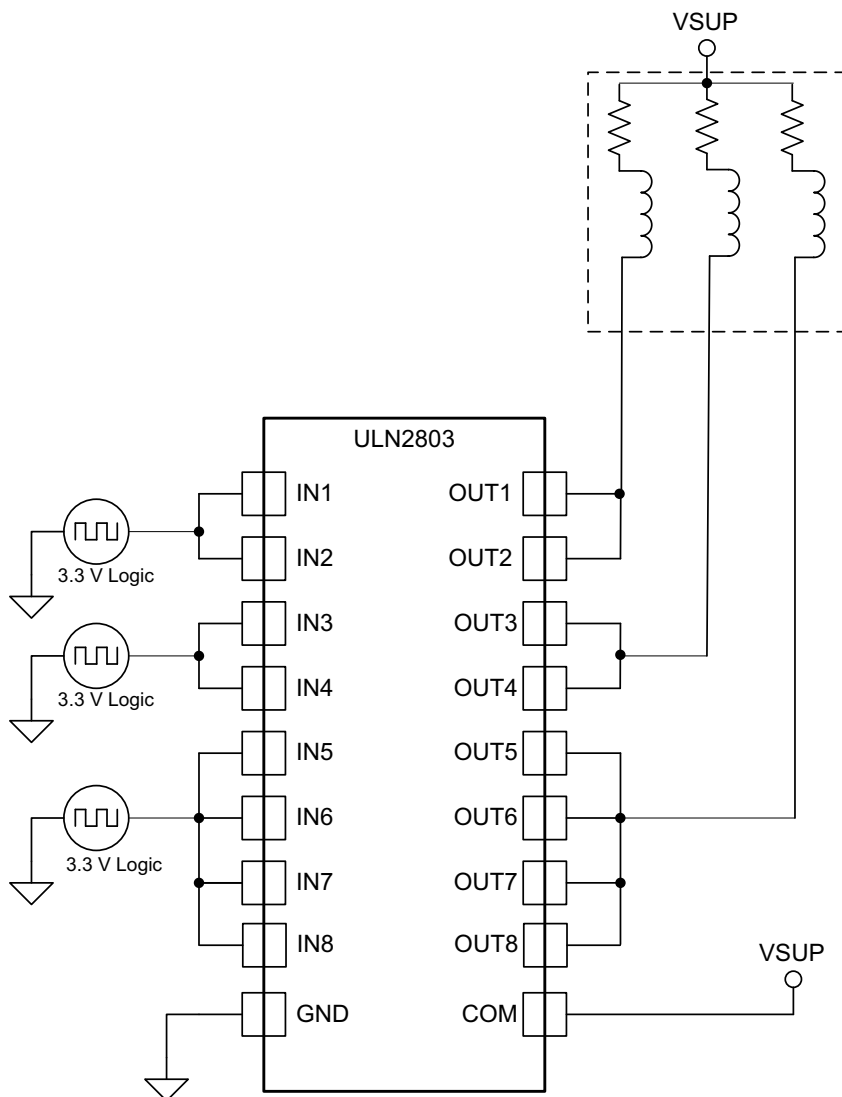 VSUP
ULN2803
IN1
OUT1
IN2
OUT2
3.3 V Logic
IN3
OUT3
IN4
OUT4
3.3 V Logic
IN5
OUT5
IN6
OUT6
3.3 V Logic
IN7
OUT7
IN8
OUT8
VSUP
GND
COM